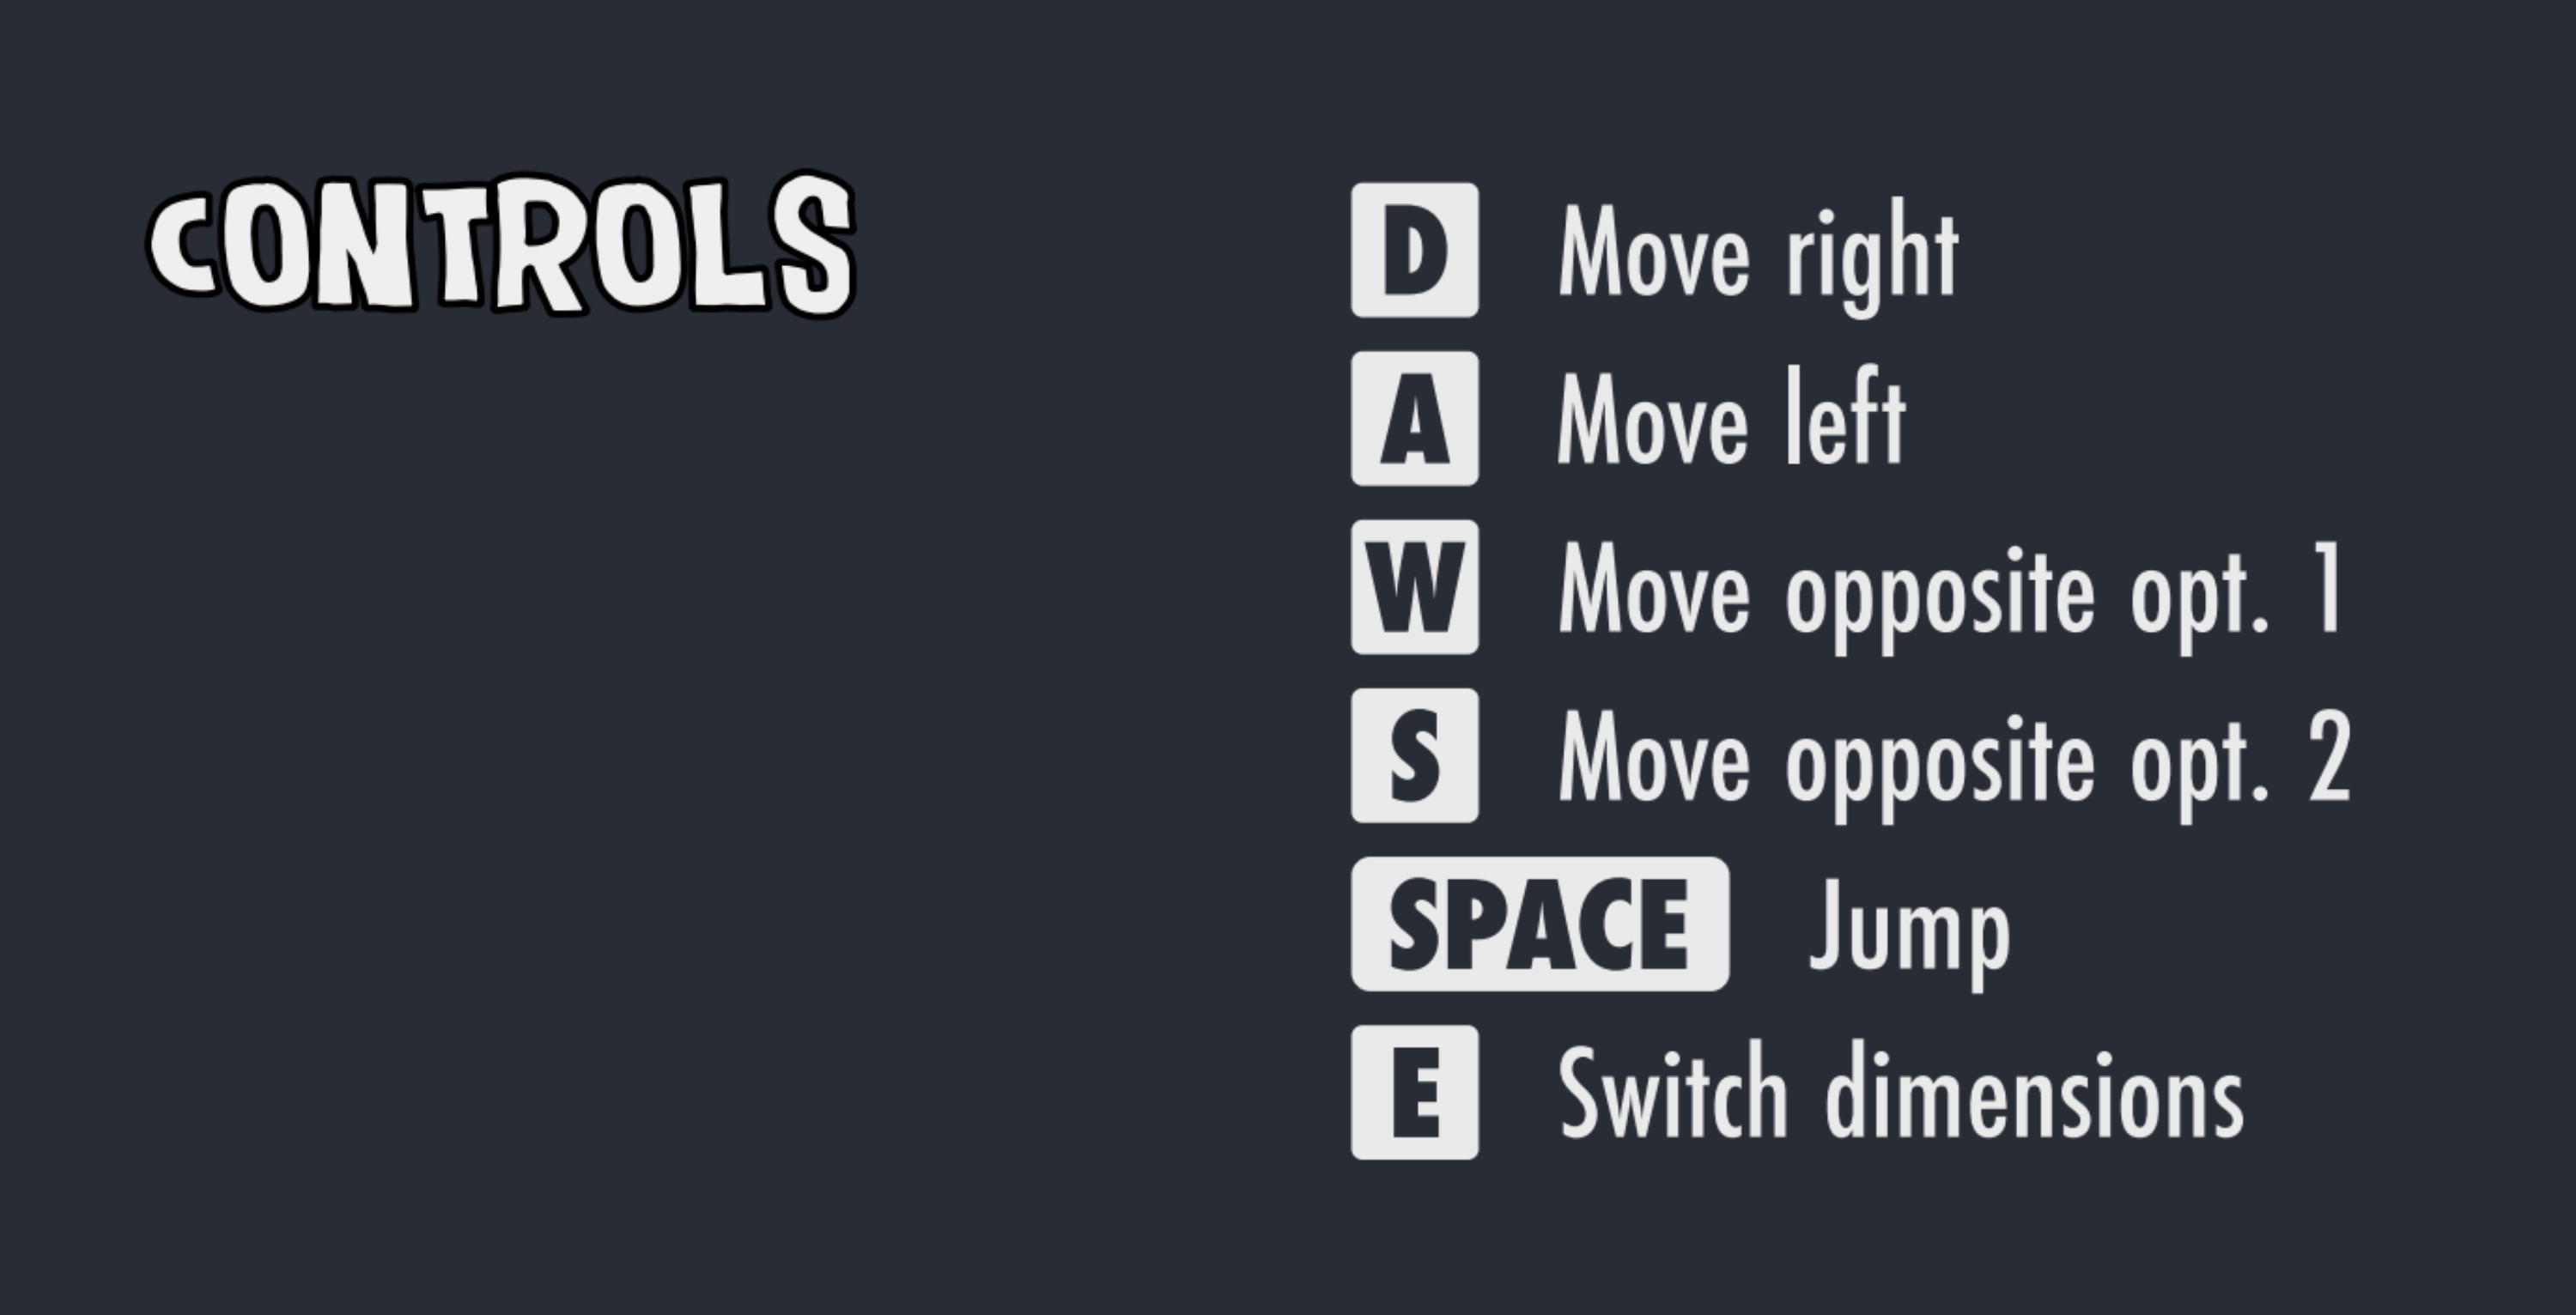 CONTROLS
D Move right
A Move left
W Move opposite opt. 1
S Move opposite opt. 2
SPACE Jump
E Switch dimensions